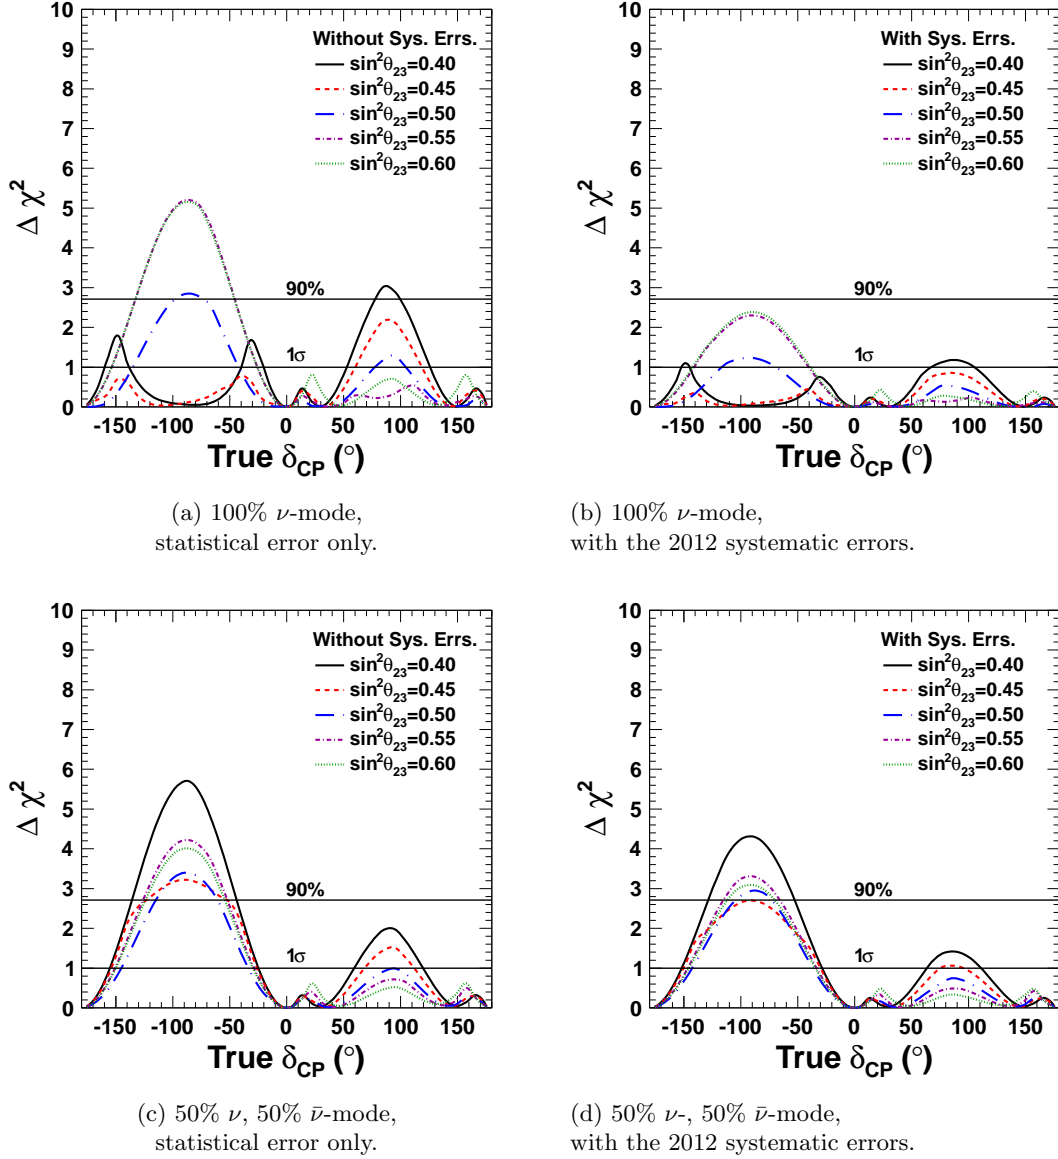 10
9
8
7
6
5
4
3
2
1
0
Δ χ²
Without Sys. Errs.
sin²θ₂₃=0.40
sin²θ₂₃=0.45
sin²θ₂₃=0.50
sin²θ₂₃=0.55
sin²θ₂₃=0.60
90%
1σ
-150 -100 -50 0 50 100 150
True δ_CP (°)
10
9
8
7
6
5
4
3
2
1
0
Δ χ²
With Sys. Errs.
sin²θ₂₃=0.40
sin²θ₂₃=0.45
sin²θ₂₃=0.50
sin²θ₂₃=0.55
sin²θ₂₃=0.60
90%
1σ
-150 -100 -50 0 50 100 150
True δ_CP (°)
(a) 100% ν-mode,
statistical error only.
(b) 100% ν-mode,
with the 2012 systematic errors.
10
9
8
7
6
5
4
3
2
1
0
Δ χ²
Without Sys. Errs.
sin²θ₂₃=0.40
sin²θ₂₃=0.45
sin²θ₂₃=0.50
sin²θ₂₃=0.55
sin²θ₂₃=0.60
90%
1σ
-150 -100 -50 0 50 100 150
True δ_CP (°)
10
9
8
7
6
5
4
3
2
1
0
Δ χ²
With Sys. Errs.
sin²θ₂₃=0.40
sin²θ₂₃=0.45
sin²θ₂₃=0.50
sin²θ₂₃=0.55
sin²θ₂₃=0.60
90%
1σ
-150 -100 -50 0 50 100 150
True δ_CP (°)
(c) 50% ν, 50% ν̄-mode,
statistical error only.
(d) 50% ν-, 50% ν̄-mode,
with the 2012 systematic errors.